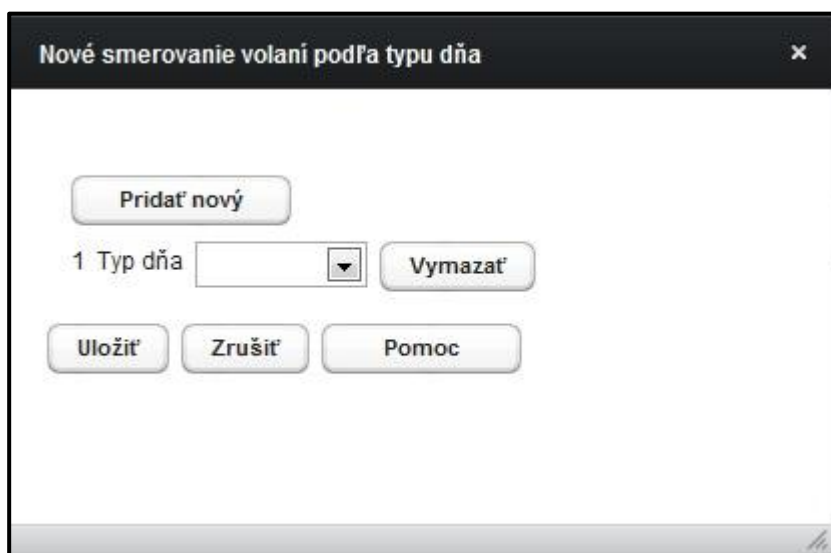 Nové smerovanie volaní podľa typu dňa ×
Pridať nový
1 Typ dňa Vymazať
Uložiť Zrušiť Pomoc